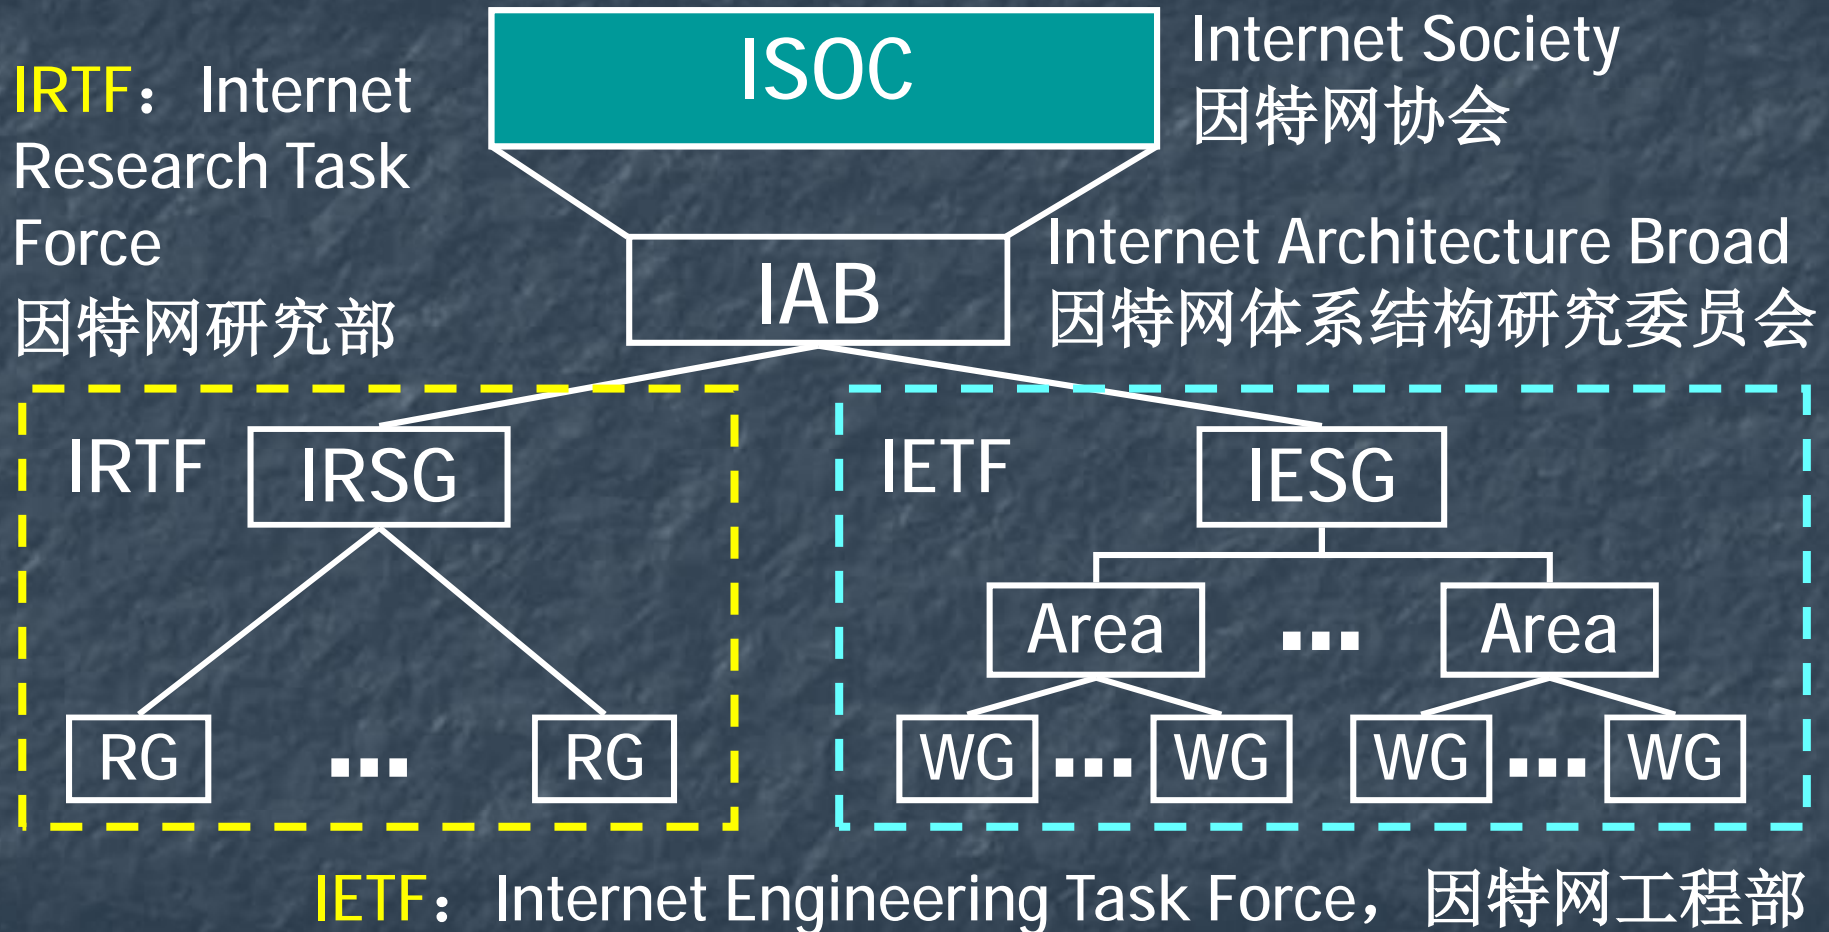 ISOC
Internet Society
因特网协会
IRTF：Internet
Research Task
Force
因特网研究部
IAB
Internet Architecture Broad
因特网体系结构研究委员会
IRTF
IRSG
RG
...
RG
IETF
IESG
Area
...
Area
WG
...
WG
WG
...
WG
IETF：Internet Engineering Task Force，因特网工程部